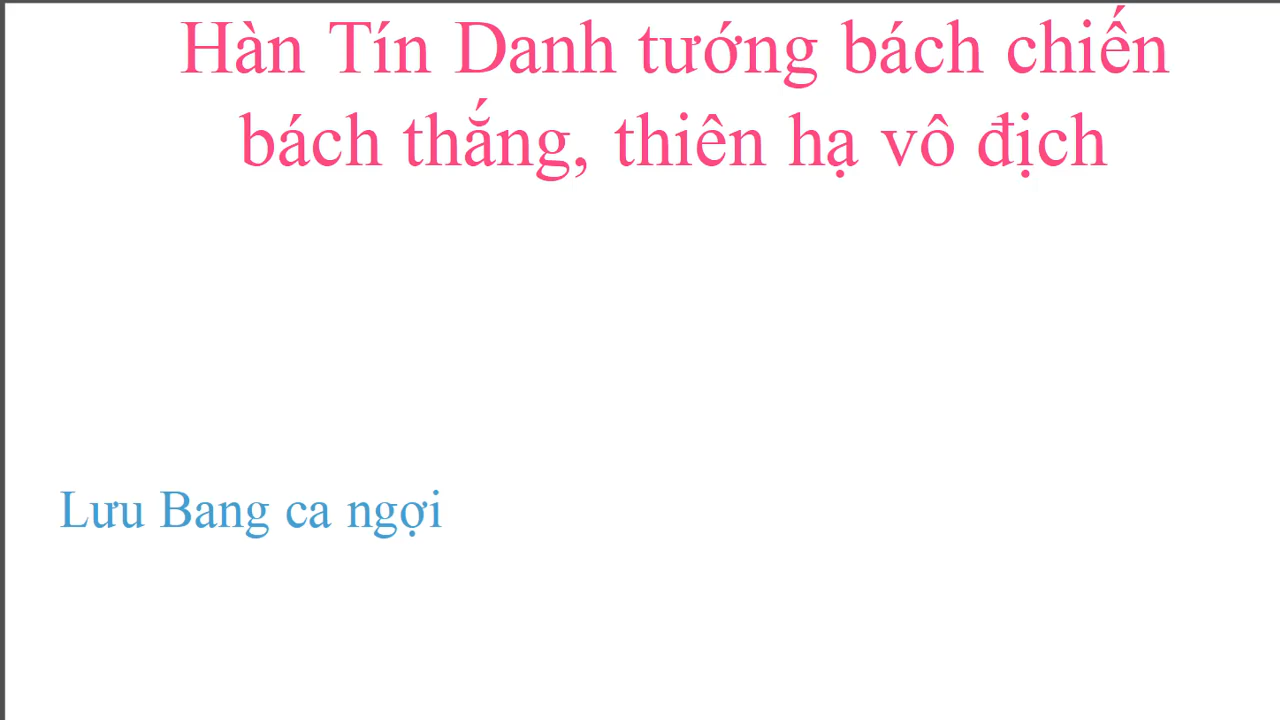 Hàn Tín Danh tướng bách chiến
bách thắng, thiên hạ vô địch
Lưu Bang ca ngợi